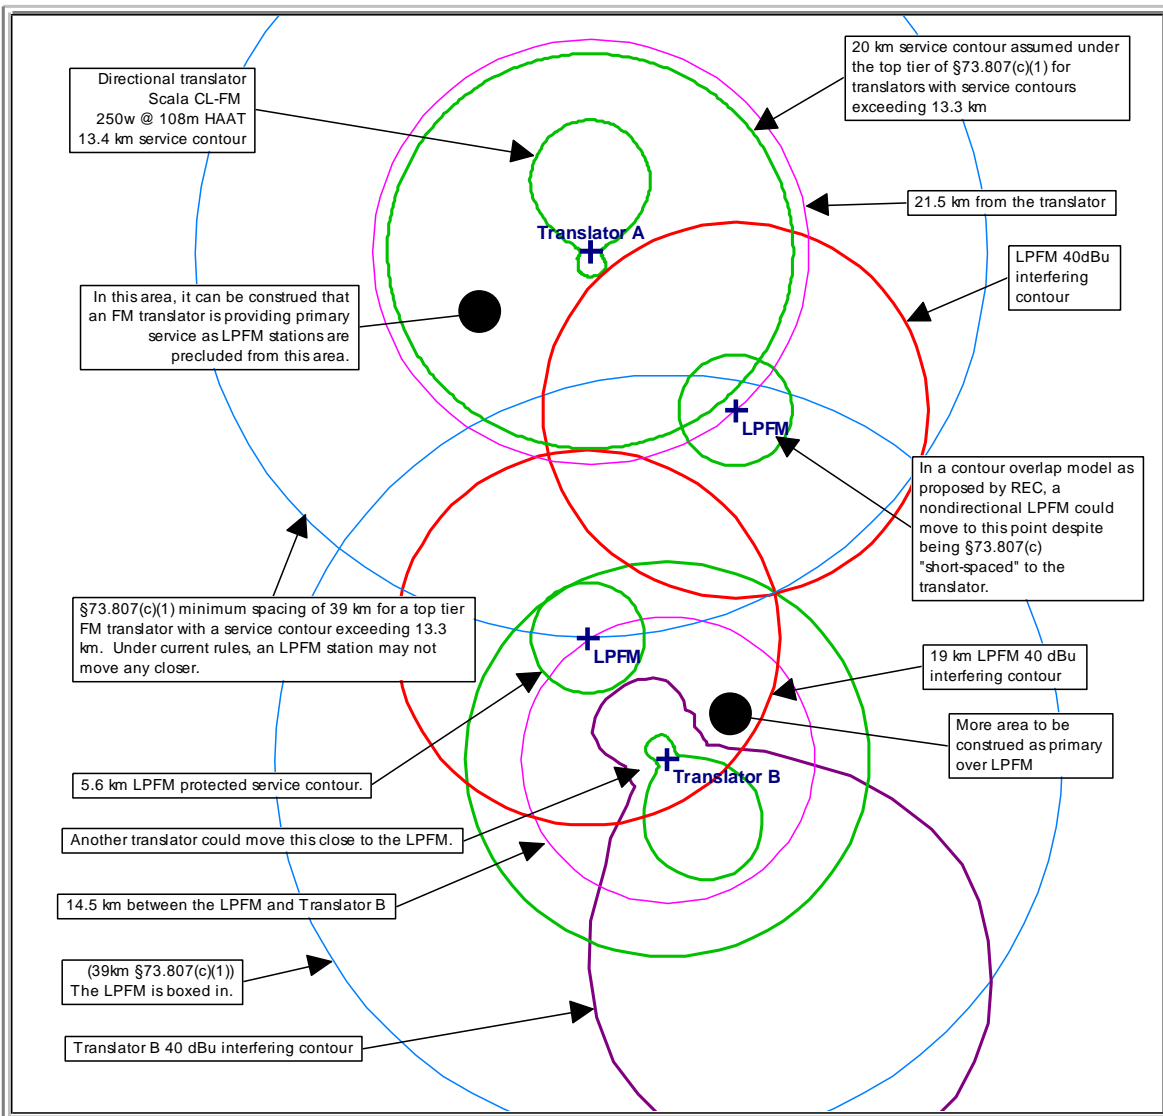 Directional translator
Scala CL-FM
250w @ 108m HAAT
13.4 km service contour
20 km service contour assumed under
the top tier of §73.807(c)(1) for
translators with service contours
exceeding 13.3 km
21.5 km from the translator
Translator A
LPFM 40dBu
interfering
contour
In this area, it can be construed that
an FM translator is providing primary
service as LPFM stations are
precluded from this area.
LPFM
In a contour overlap model as
proposed by REC, a
nondirectional LPFM could
move to this point despite
being §73.807(c)
"short-spaced" to the
translator.
§73.807(c)(1) minimum spacing of 39 km for a top tier
FM translator with a service contour exceeding 13.3
km. Under current rules, an LPFM station may not
move any closer.
LPFM
19 km LPFM 40 dBu
interfering contour
More area to be
construed as primary
over LPFM
Translator B
5.6 km LPFM protected service contour.
Another translator could move this close to the LPFM.
14.5 km between the LPFM and Translator B
(39km §73.807(c)(1))
The LPFM is boxed in.
Translator B 40 dBu interfering contour